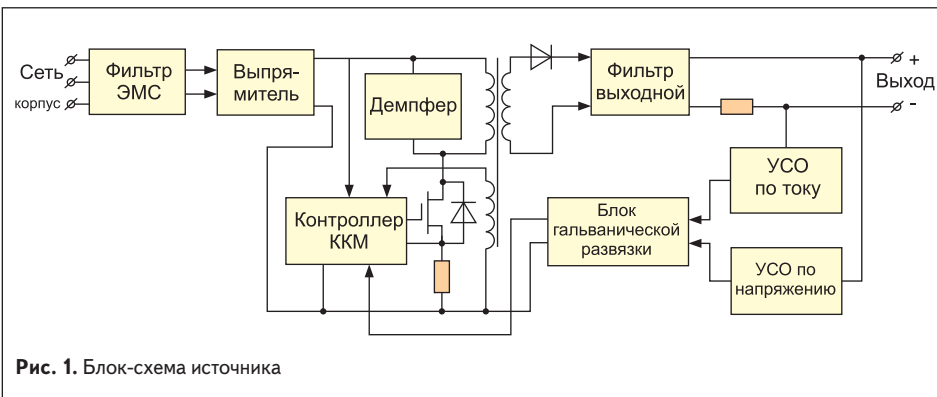 Сеть
корпус
Фильтр
ЭМС
Выпря-
митель
Демпфер
Контроллер
ККМ
Фильтр
выходной
+
Выход
-
УСО
по току
Блок
гальванической
развязки
УСО по
напряжению
Рис. 1. Блок-схема источника